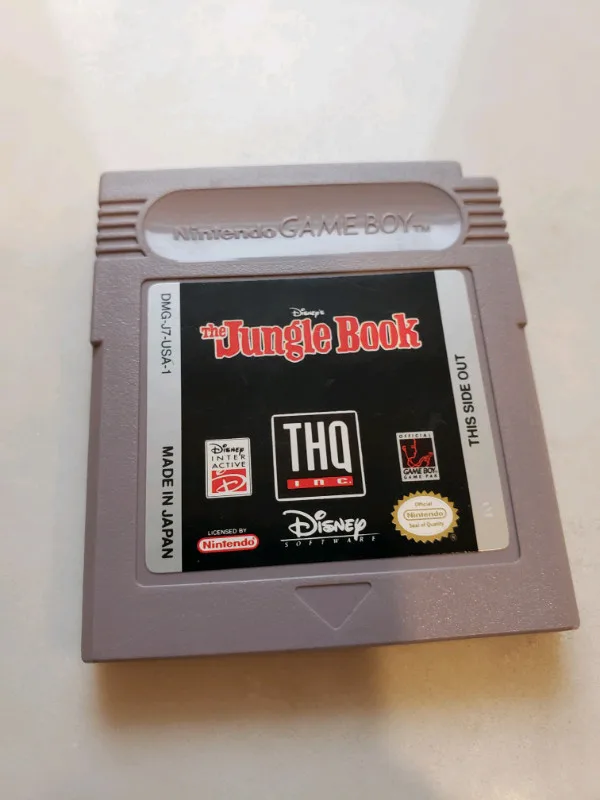 Nintendo GAME BOY™
DMG-J7-USA-1
MADE IN JAPAN
Disney's
The Jungle Book
THIS SIDE OUT
Disney
INTER
ACTIVE
D
THQ
INC.
OFFICIAL
GAME BOY
GAME PAK
LICENSED BY
Nintendo
Disney
SOFTWARE
Official
Nintendo
Seal of Quality